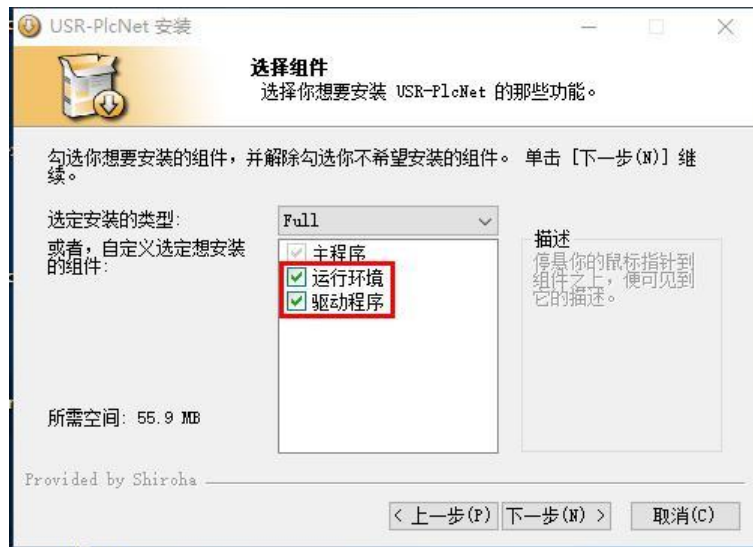 USR-PlcNet 安装
选择组件
选择你想要安装 USR-PlcNet 的那些功能。
勾选你想要安装的组件，并解除勾选你不希望安装的组件。 单击 [下一步(N)] 继
续。
选定安装的类型:
Full
或者，自定义选定想安装
的组件:
主程序
运行环境
驱动程序
描述
停悬你的鼠标指针到
组件之上，便可见到
它的描述。
所需空间: 55.9 MB
Provided by Shiroha
< 上一步(P)
下一步(N) >
取消(C)